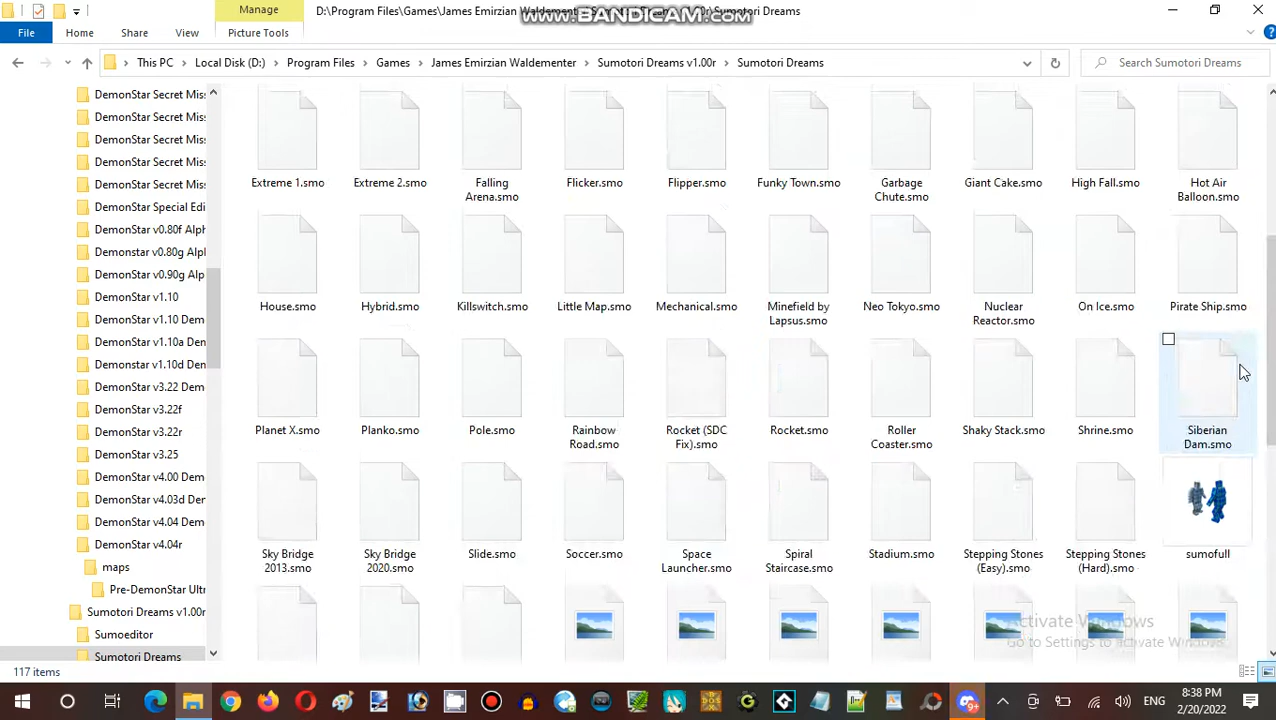 Manage
D:\Program Files\Games\James Emirzian Waldementer\
Sumotori Dreams
www.BANDICAM.com
File
Home
Share
View
Picture Tools
This PC
Local Disk (D:)
Program Files
Games
James Emirzian Waldementer
Sumotori Dreams v1.00r
Sumotori Dreams
Search Sumotori Dreams
DemonStar Secret Miss
DemonStar Secret Miss
DemonStar Secret Miss
DemonStar Secret Miss
DemonStar Secret Miss
DemonStar Special Edi
Demonstar v0.80f Alph
Demonstar v0.80g Alph
DemonStar v0.90g Alp
DemonStar v1.10
DemonStar v1.10 Dem
Demonstar v1.10a Den
Demonstar v1.10d Den
DemonStar v3.22 Dem
DemonStar v3.22f
DemonStar v3.22r
DemonStar v3.25
DemonStar v4.00 Dem
DemonStar v4.03d Dem
DemonStar v4.04 Dem
DemonStar v4.04r
maps
Pre-DemonStar Ultr
Sumotori Dreams v1.00r
Sumoeditor
Sumotori Dreams
Extreme 1.smo
Extreme 2.smo
Falling
Arena.smo
Flicker.smo
Flipper.smo
Funky Town.smo
Garbage
Chute.smo
Giant Cake.smo
High Fall.smo
Hot Air
Balloon.smo
House.smo
Hybrid.smo
Killswitch.smo
Little Map.smo
Mechanical.smo
Minefield by
Lapsus.smo
Neo Tokyo.smo
Nuclear
Reactor.smo
On Ice.smo
Pirate Ship.smo
Planet X.smo
Planko.smo
Pole.smo
Rainbow
Road.smo
Rocket (SDC
Fix).smo
Rocket.smo
Roller
Coaster.smo
Shaky Stack.smo
Shrine.smo
Siberian
Dam.smo
Sky Bridge
2013.smo
Sky Bridge
2020.smo
Slide.smo
Soccer.smo
Space
Launcher.smo
Spiral
Staircase.smo
Stadium.smo
Stepping Stones
(Easy).smo
Stepping Stones
(Hard).smo
sumofull
Activate Windows
Go to Settings to activate Windows.
117 items
9+
ENG
8:38 PM
2/20/2022